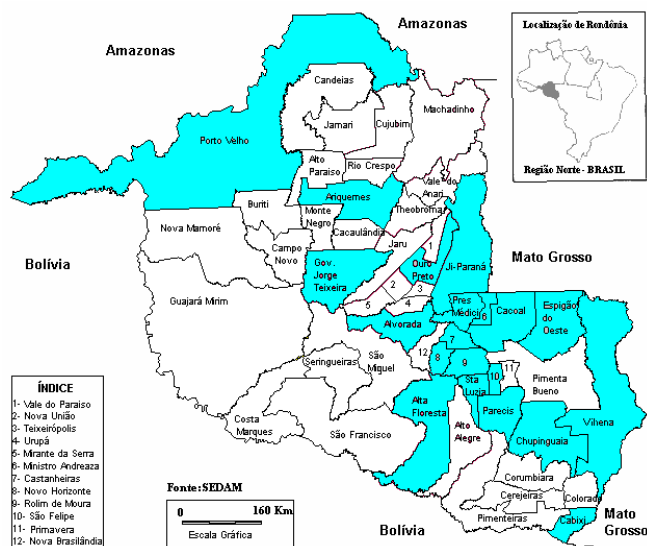 Amazonas
Amazonas
Localização de Rondônia
Região Norte - BRASIL
Candeias
Jamari
Cujubim
Machadinho
Porto Velho
Alto
Paraiso
Rio Crespo
Vale do
Anari
Ariquemes
Theobroma
Buriti
Monte
Negro
Cacaulândia
Nova Mamoré
Campo
Novo
Jaru
1
Gov.
Jorge
Teixeira
Ouro
Preto
Ji-Paraná
Mato Grosso
Bolívia
Guajará Mirim
2
3
4
5
Pres
Médici
6
Cacoal
Espigão
do
Oeste
Alvorada
7
8
9
10
11
12
Seringueiras
São
Miguel
Sta
Luzia
Pimenta
Bueno
Alta
Floresta
Parecis
Vilhena
Chupinguaia
Costa
Marques
São Francisco
Alto
Alegre
Corumbiara
Cerejeiras
Colorado
Pimenteiras
Cabixi
Mato
Grosso
Bolívia
ÍNDICE
1- Vale do Paraiso
2- Nova União
3- Teixeirópolis
4- Urupá
5- Mirante da Serra
6- Ministro Andreaza
7- Castanheiras
8- Novo Horizonte
9- Rolim de Moura
10- São Felipe
11- Primavera
12- Nova Brasilândia
Fonte: SEDAM
0 160 Km
Escala Gráfica